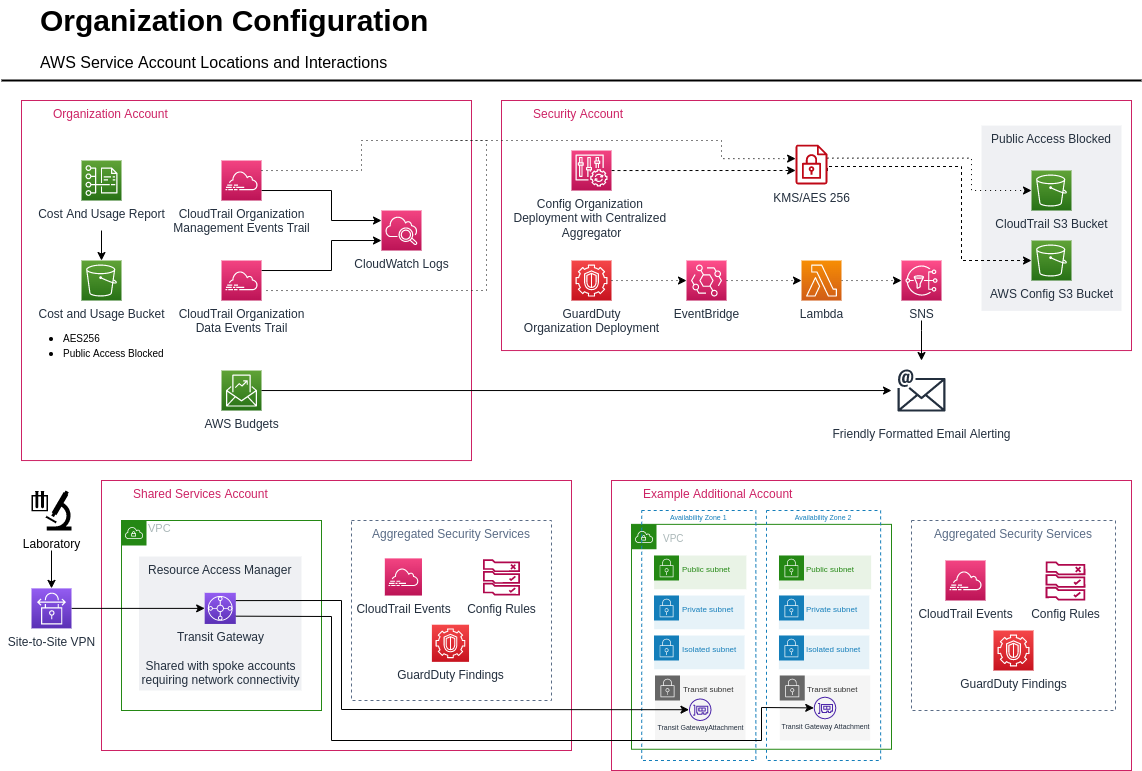 Organization Configuration
AWS Service Account Locations and Interactions
Organization Account
Cost And Usage Report
CloudTrail Organization
Management Events Trail
CloudWatch Logs
Cost and Usage Bucket
• AES256
• Public Access Blocked
CloudTrail Organization
Data Events Trail
AWS Budgets
Security Account
Config Organization
Deployment with Centralized
Aggregator
KMS/AES 256
Public Access Blocked
CloudTrail S3 Bucket
AWS Config S3 Bucket
GuardDuty
Organization Deployment
EventBridge
Lambda
SNS
@
Friendly Formatted Email Alerting
Laboratory
Site-to-Site VPN
Shared Services Account
VPC
Resource Access Manager
Transit Gateway
Shared with spoke accounts
requiring network connectivity
Aggregated Security Services
CloudTrail Events
Config Rules
GuardDuty Findings
Example Additional Account
Availability Zone 1
Availability Zone 2
VPC
Public subnet
Private subnet
Isolated subnet
Transit subnet
Transit GatewayAttachment
Public subnet
Private subnet
Isolated subnet
Transit subnet
Transit Gateway Attachment
Aggregated Security Services
CloudTrail Events
Config Rules
GuardDuty Findings